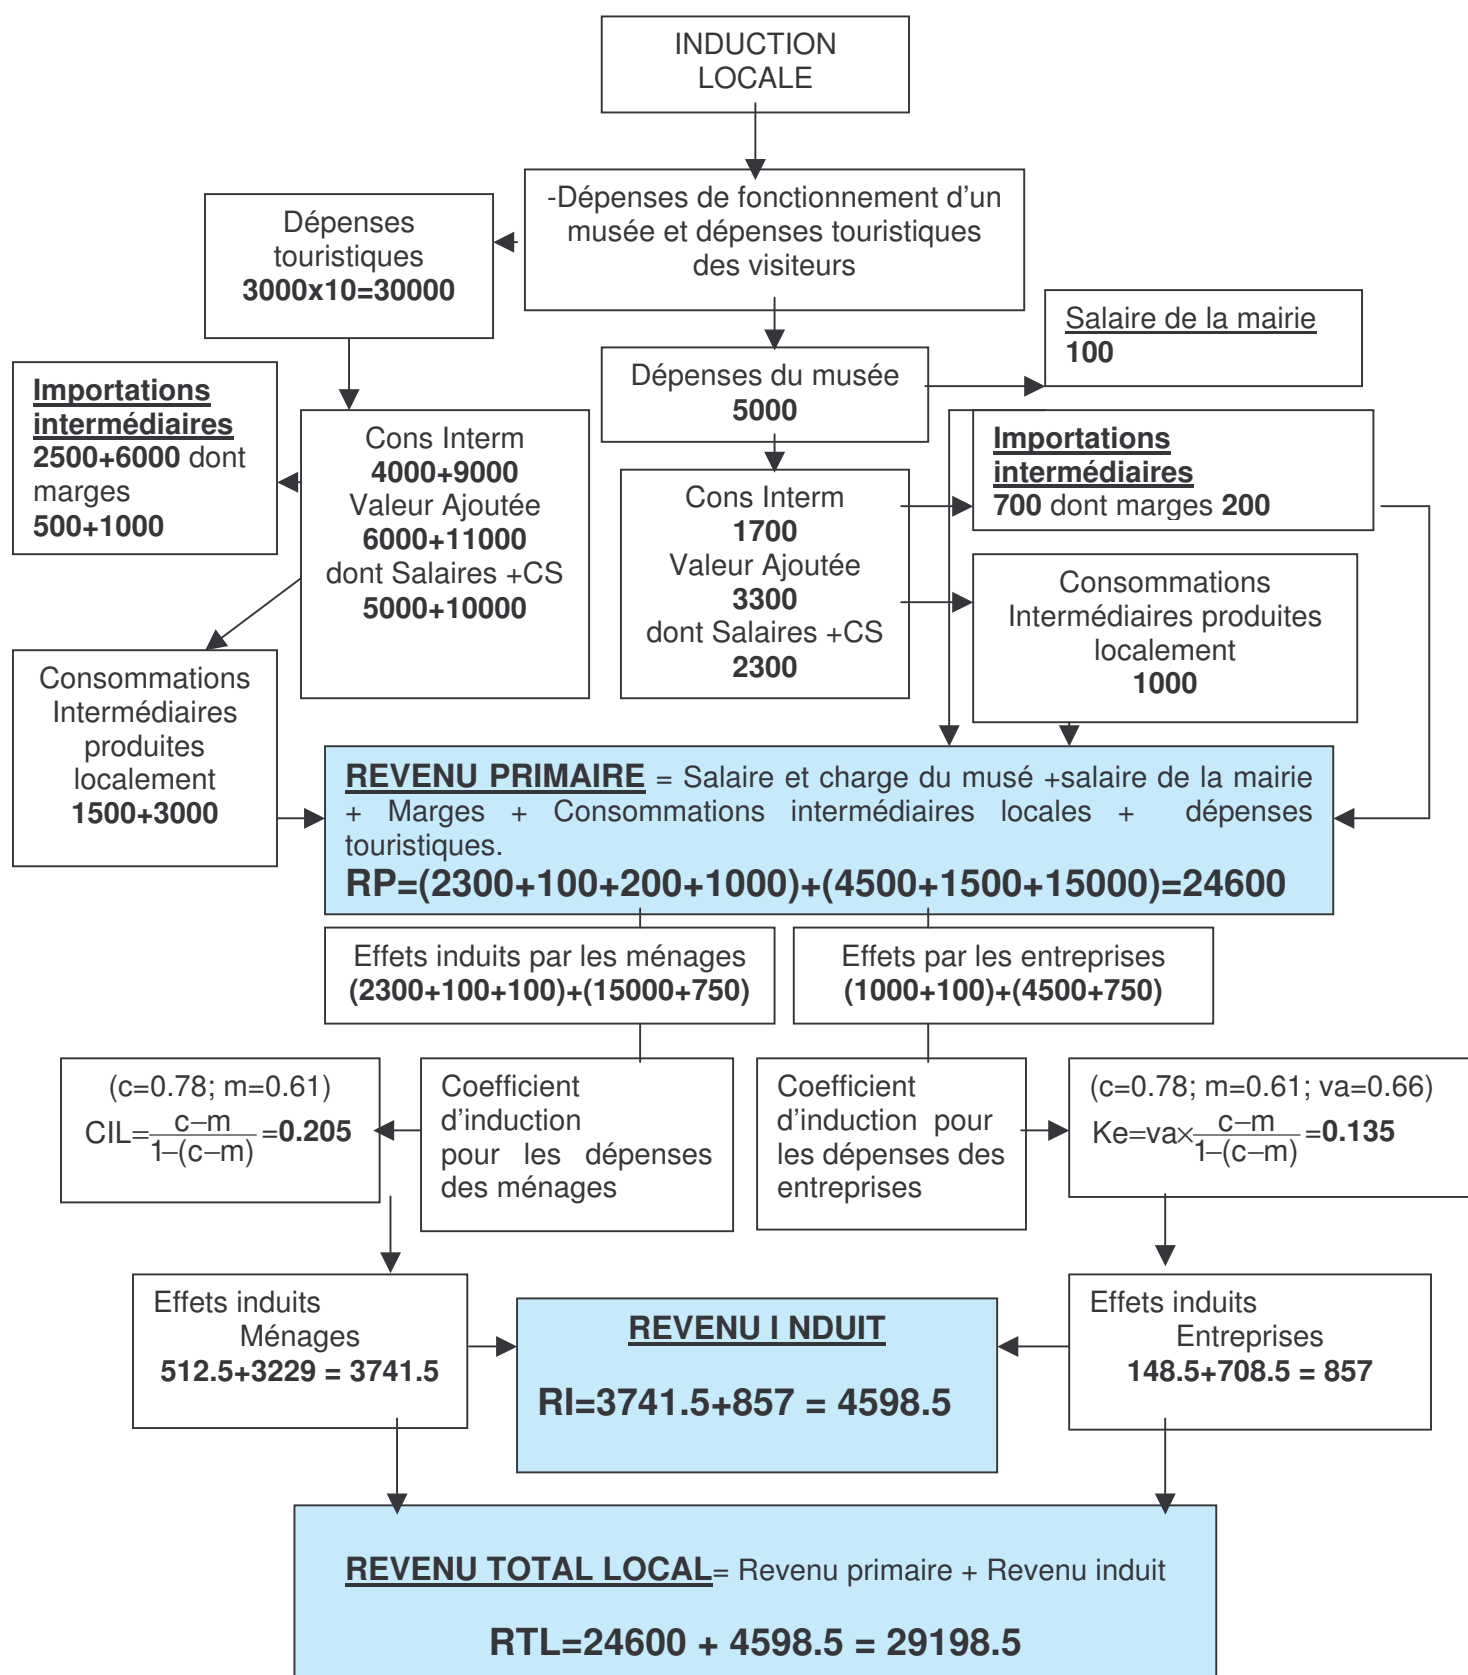 INDUCTION
LOCALE
-Dépenses de fonctionnement d'un
musée et dépenses touristiques
des visiteurs
Dépenses
touristiques
3000x10=30000
Salaire de la mairie
100
Dépenses du musée
5000
Importations
intermédiaires
2500+6000 dont
marges
500+1000
Cons Interm
4000+9000
Valeur Ajoutée
6000+11000
dont Salaires +CS
5000+10000
Cons Interm
1700
Valeur Ajoutée
3300
dont Salaires +CS
2300
Importations
intermédiaires
700 dont marges 200
Consommations
Intermédiaires produites
localement
1000
Consommations
Intermédiaires
produites
localement
1500+3000
REVENU PRIMAIRE = Salaire et charge du musé +salaire de la mairie
+ Marges + Consommations intermédiaires locales + dépenses
touristiques.
RP=(2300+100+200+1000)+(4500+1500+15000)=24600
Effets induits par les ménages
(2300+100+100)+(15000+750)
Effets par les entreprises
(1000+100)+(4500+750)
(c=0.78; m=0.61)
CIL=c–m/1–(c–m)=0.205
Coefficient
d'induction
pour les dépenses
des ménages
Coefficient
d'induction pour
les dépenses des
entreprises
(c=0.78; m=0.61; va=0.66)
Ke=va×c–m/1–(c–m)=0.135
Effets induits
Ménages
512.5+3229 = 3741.5
REVENU I NDUIT
RI=3741.5+857 = 4598.5
Effets induits
Entreprises
148.5+708.5 = 857
REVENU TOTAL LOCAL= Revenu primaire + Revenu induit
RTL=24600 + 4598.5 = 29198.5